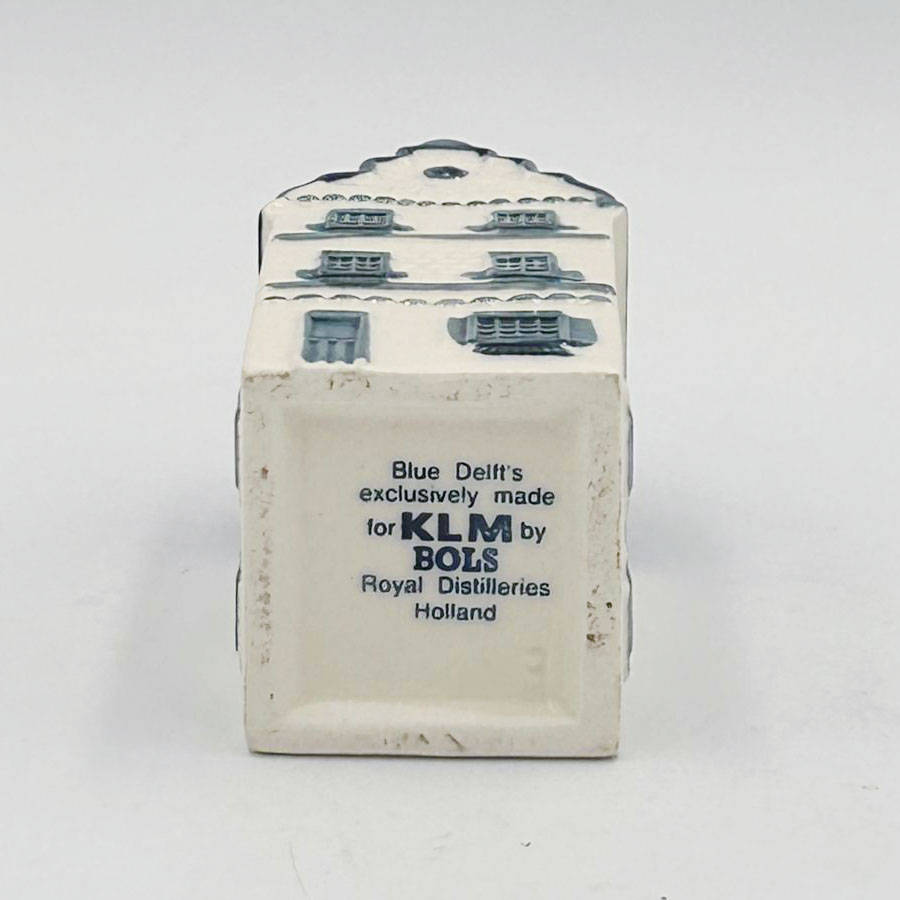 Blue Delft's
exclusively made
for KLM by
BOLS
Royal Distilleries
Holland